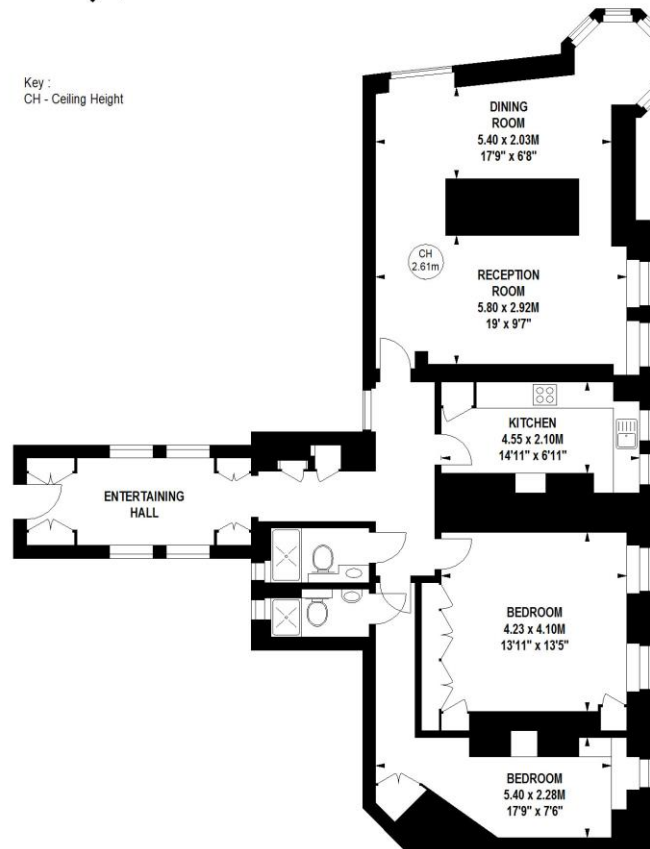 Key :
CH - Ceiling Height
DINING
ROOM
5.40 x 2.03M
17'9" x 6'8"
CH
2.61m
RECEPTION
ROOM
5.80 x 2.92M
19' x 9'7"
KITCHEN
4.55 x 2.10M
14'11" x 6'11"
ENTERTAINING
HALL
BEDROOM
4.23 x 4.10M
13'11" x 13'5"
BEDROOM
5.40 x 2.28M
17'9" x 7'6"